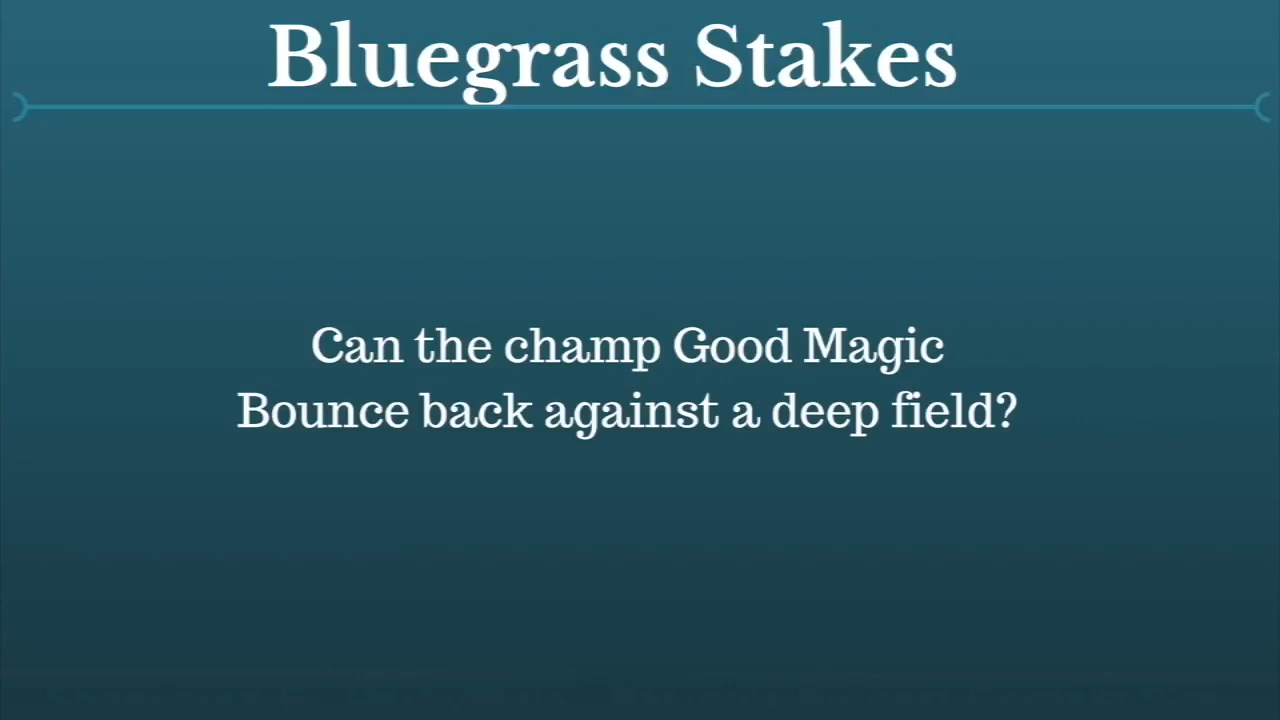 Bluegrass Stakes
Can the champ Good Magic
Bounce back against a deep field?